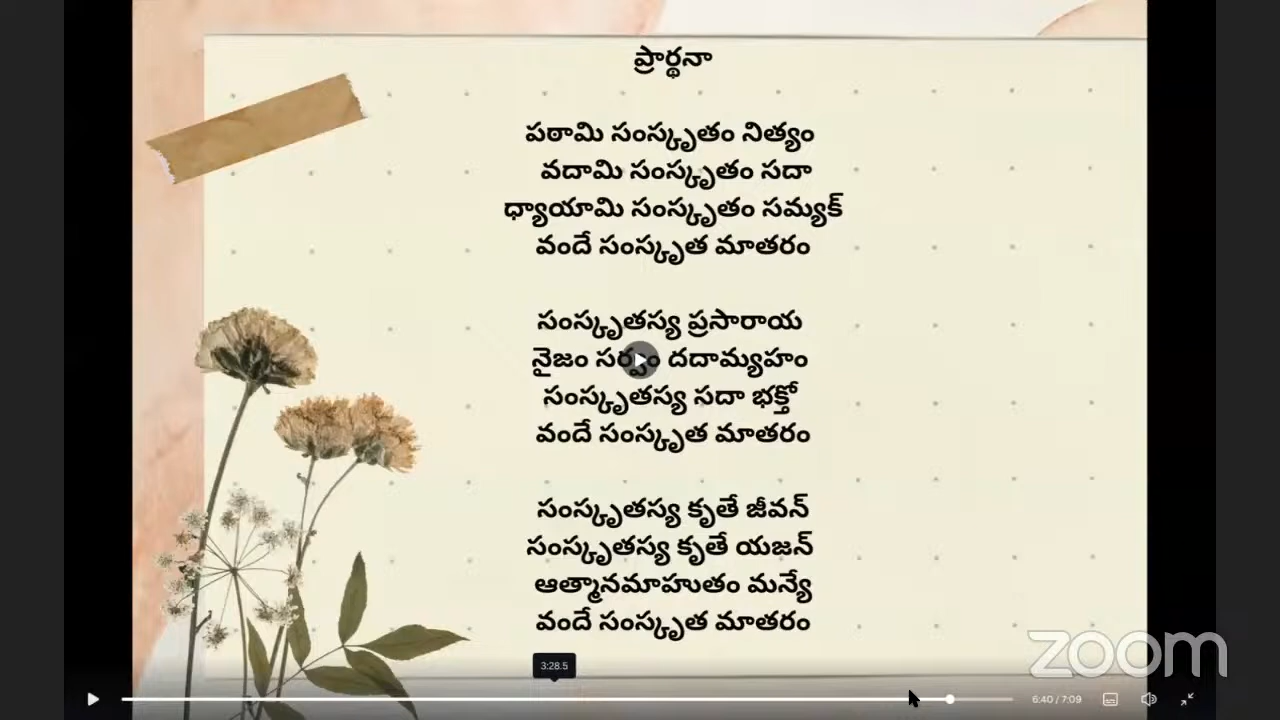 ప్రార్థనా
పఠామి సంస్కృతం నిత్యం
వదామి సంస్కృతం సదా
ధ్యాయామి సంస్కృతం సమ్యక్
వందే సంస్కృత మాతరం
సంస్కృతస్య ప్రసారాయ
నైజం సర్వం దదామ్యహం
సంస్కృతస్య సదా భక్తో
వందే సంస్కృత మాతరం
సంస్కృతస్య కృతే జీవన్
సంస్కృతస్య కృతే యజన్
ఆత్మానమాహుతం మన్యే
వందే సంస్కృత మాతరం
zoom
3:28.5
6:40 / 7:09